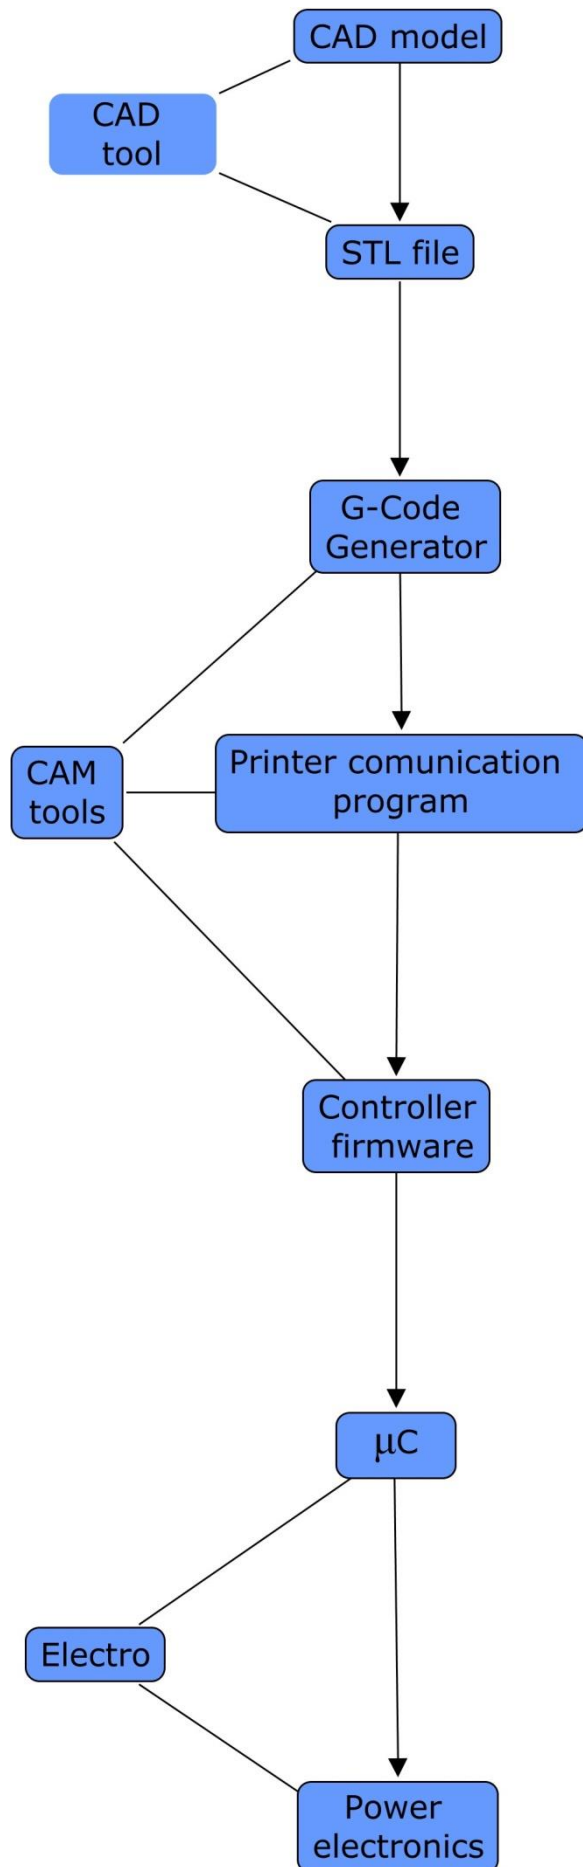 CAD model
CAD
tool
STL file
G-Code
Generator
CAM
tools
Printer comunication
program
Controller
firmware
μC
Electro
Power
electronics